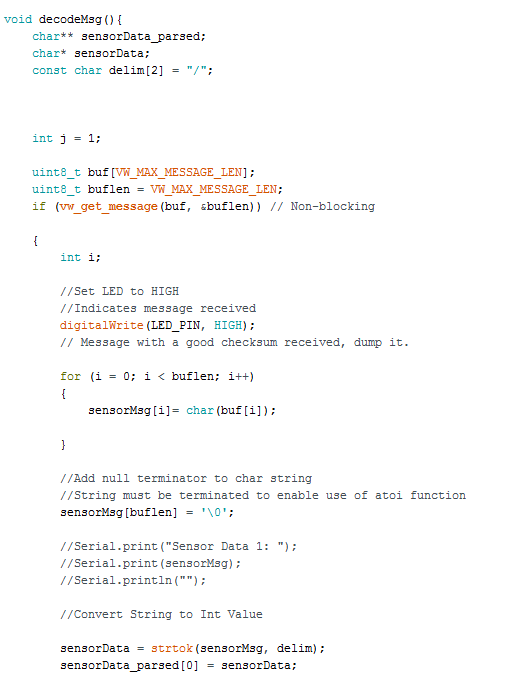 void decodeMsg(){
char** sensorData_parsed;
char* sensorData;
const char delim[2] = "/";
int j = 1;
uint8_t buf[VW_MAX_MESSAGE_LEN];
uint8_t buflen = VW_MAX_MESSAGE_LEN;
if (vw_get_message(buf, &buflen)) // Non-blocking
{
int i;
//Set LED to HIGH
//Indicates message received
digitalWrite(LED_PIN, HIGH);
// Message with a good checksum received, dump it.
for (i = 0; i < buflen; i++)
{
sensorMsg[i]= char(buf[i]);
}
//Add null terminator to char string
//String must be terminated to enable use of atoi function
sensorMsg[buflen] = '\0';
//Serial.print("Sensor Data 1: ");
//Serial.print(sensorMsg);
//Serial.println("");
//Convert String to Int Value
sensorData = strtok(sensorMsg, delim);
sensorData_parsed[0] = sensorData;